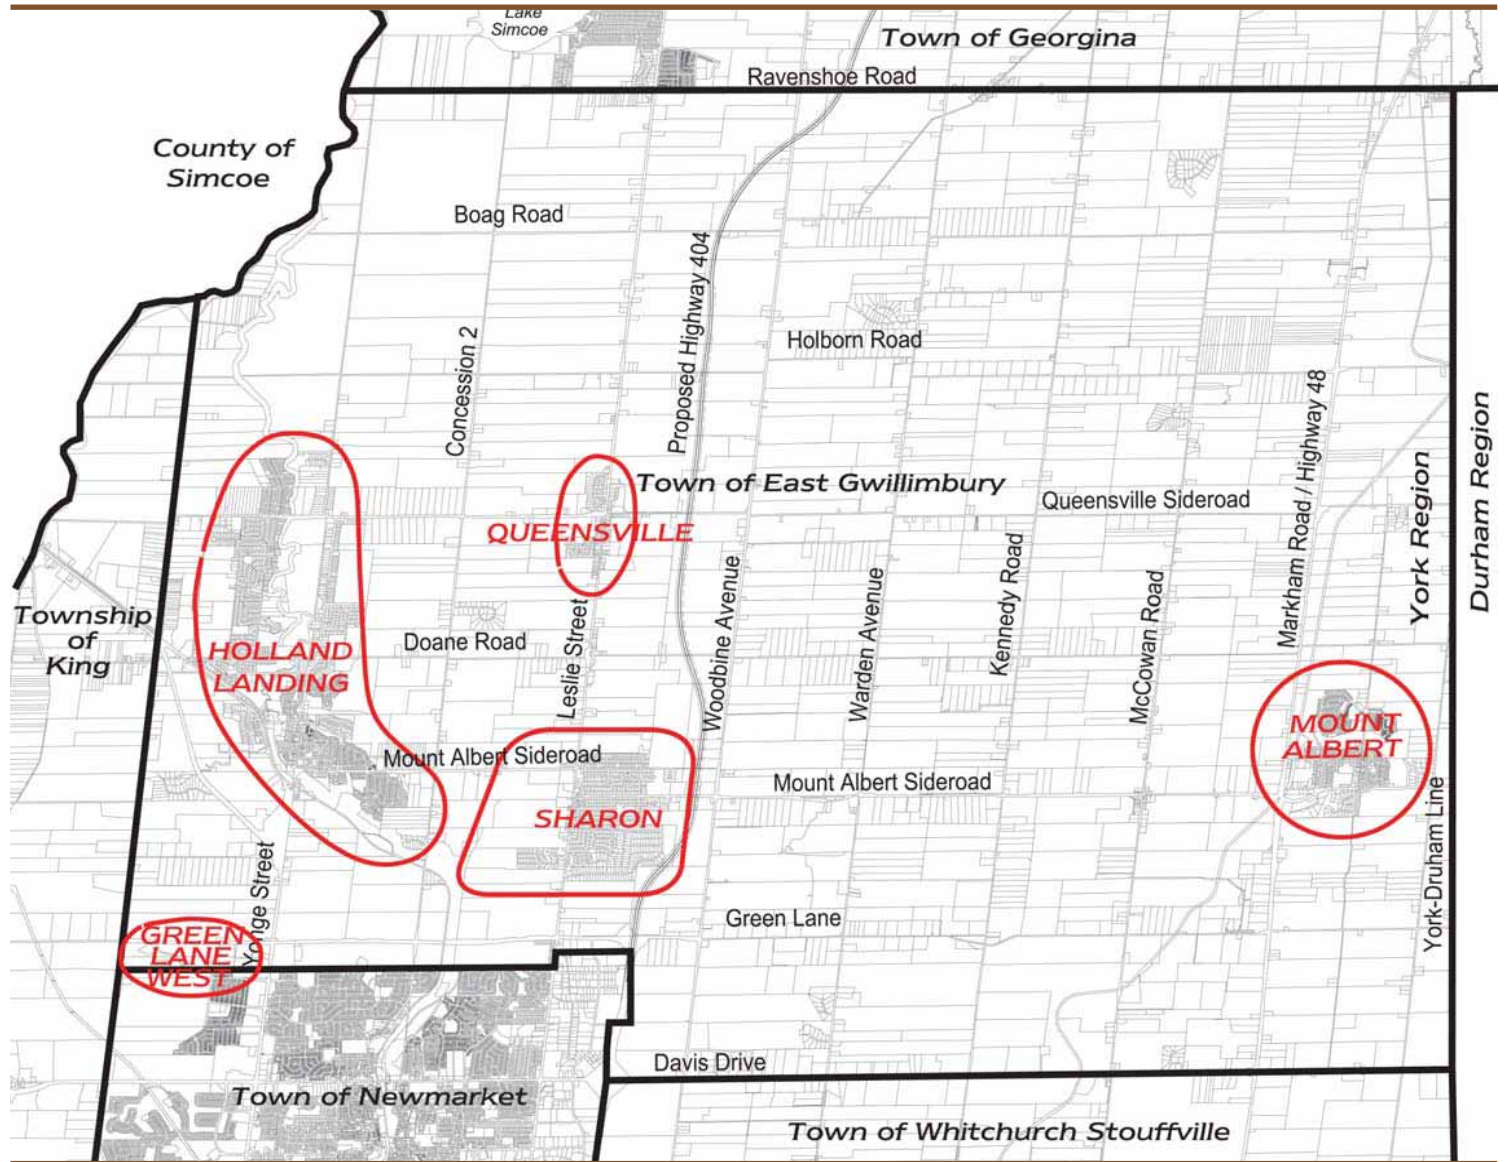 Lake
Simcoe
Town of Georgina
Ravenshoe Road
County of
Simcoe
Boag Road
Proposed Highway 404
Concession 2
Holborn Road
Markham Road / Highway 48
Town of East Gwillimbury
Queensville Sideroad
QUEENSVILLE
York Region
Durham Region
Township
of
King
HOLLAND
LANDING
Doane Road
Leslie Street
Woodbine Avenue
Warden Avenue
Kennedy Road
McCowan Road
MOUNT
ALBERT
Mount Albert Sideroad
Mount Albert Sideroad
SHARON
York-Druham Line
Yonge Street
Green Lane
GREEN
LANE
WEST
Davis Drive
Town of Newmarket
Town of Whitchurch Stouffville